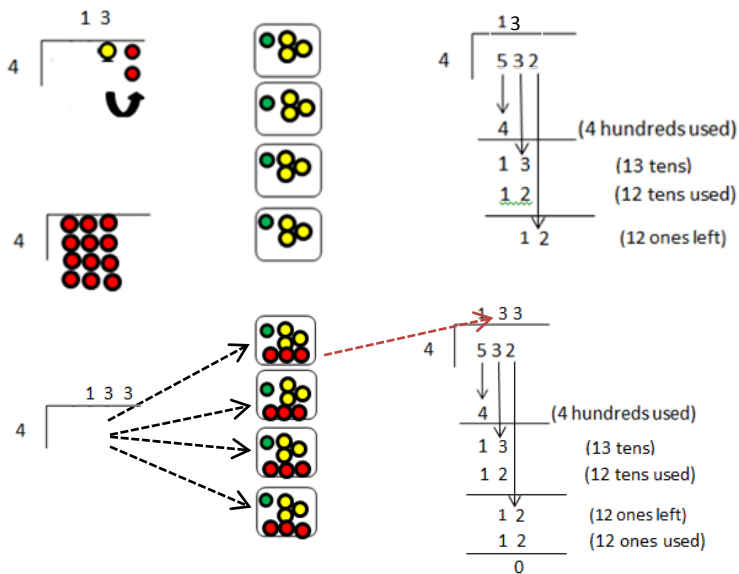 1 3
4
4
1 3
4
5 3 2
4 (4 hundreds used)
1 3 (13 tens)
1 2 (12 tens used)
1 2 (12 ones left)
1 3 3
4
1 3 3
4
5 3 2
4 (4 hundreds used)
1 3 (13 tens)
1 2 (12 tens used)
1 2 (12 ones left)
1 2 (12 ones used)
0